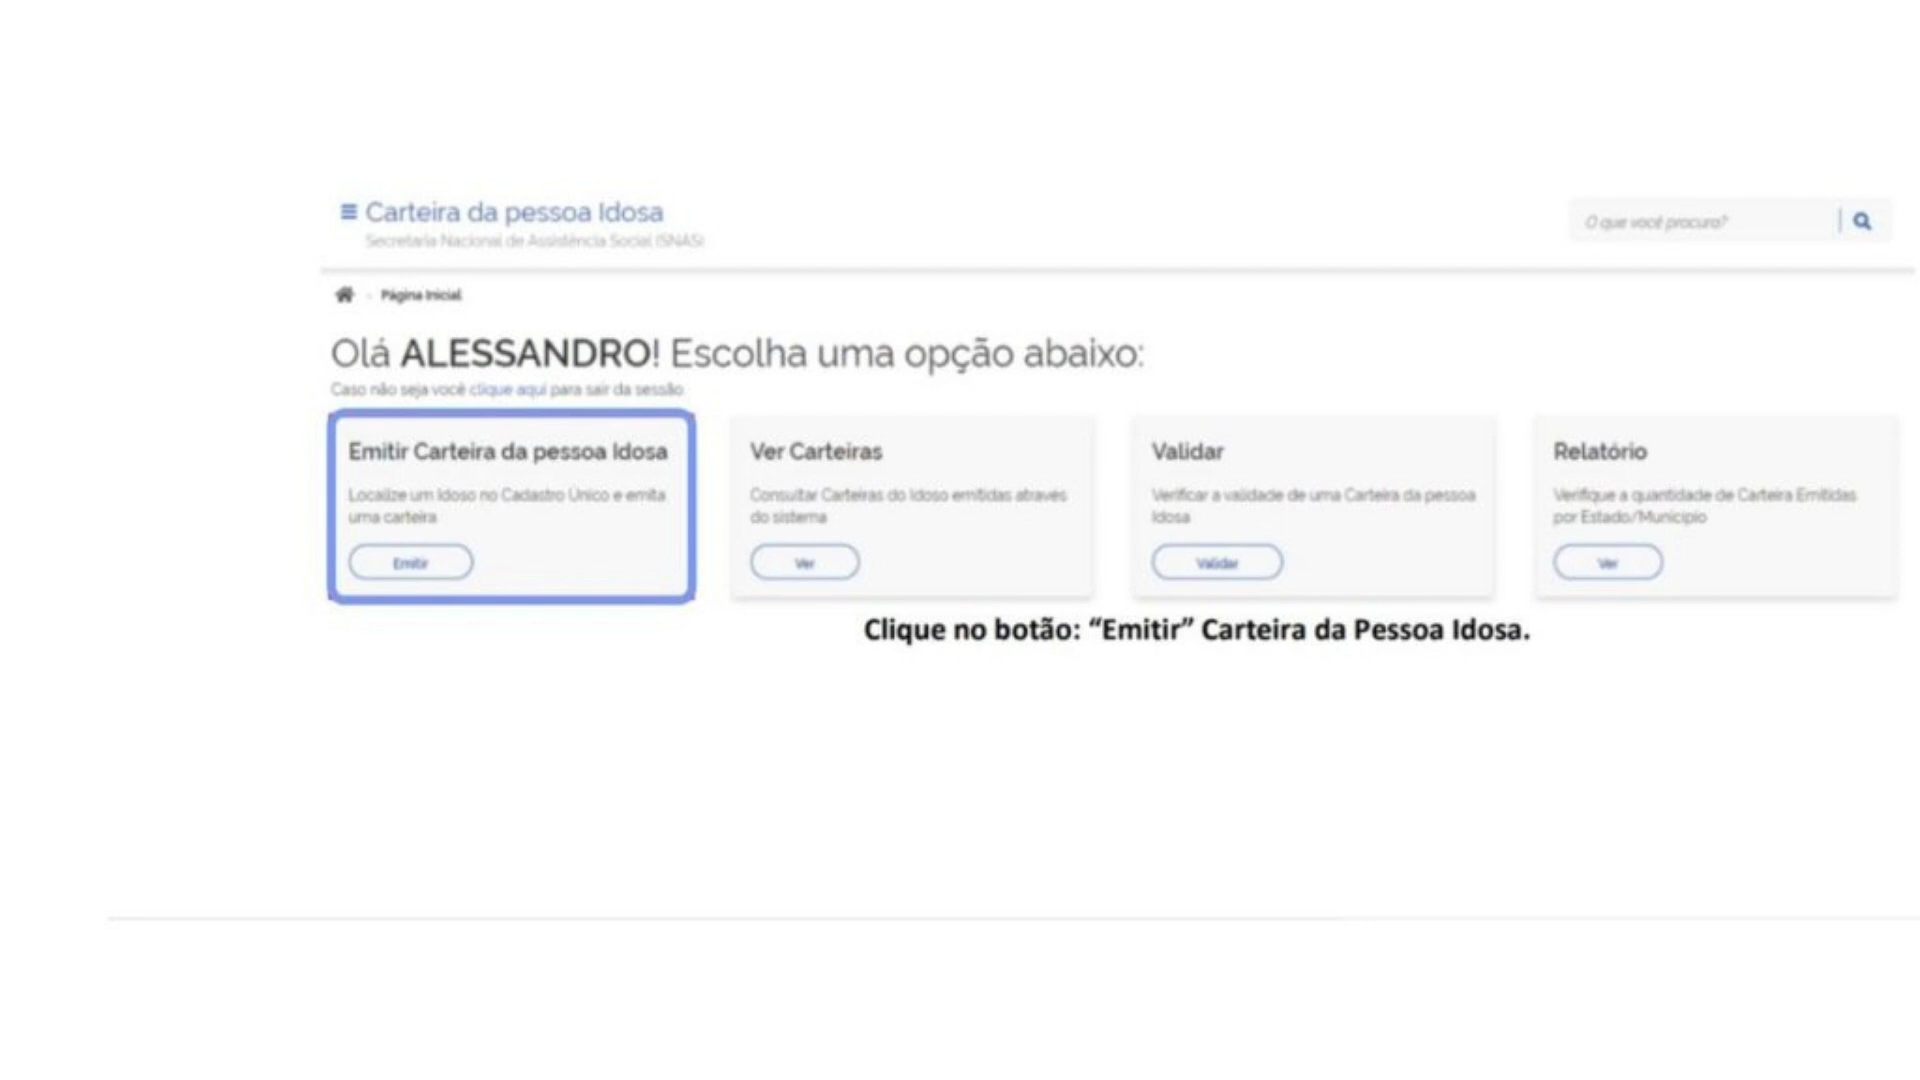 Carteira da pessoa Idosa
Secretaria Nacional de Assistência Social (SNAS)
O que você procura?
Página Inicial
Olá ALESSANDRO! Escolha uma opção abaixo:
Caso não seja você clique aqui para sair da sessão
Emitir Carteira da pessoa Idosa
Localize um Idoso no Cadastro Único e emita
uma carteira
Emitir
Ver Carteiras
Consultar Carteiras do Idoso emitidas através
do sistema
Ver
Validar
Verificar a validade de uma Carteira da pessoa
Idosa
Validar
Relatório
Verifique a quantidade de Carteira Emitidas
por Estado/Município
Ver
Clique no botão: “Emitir” Carteira da Pessoa Idosa.